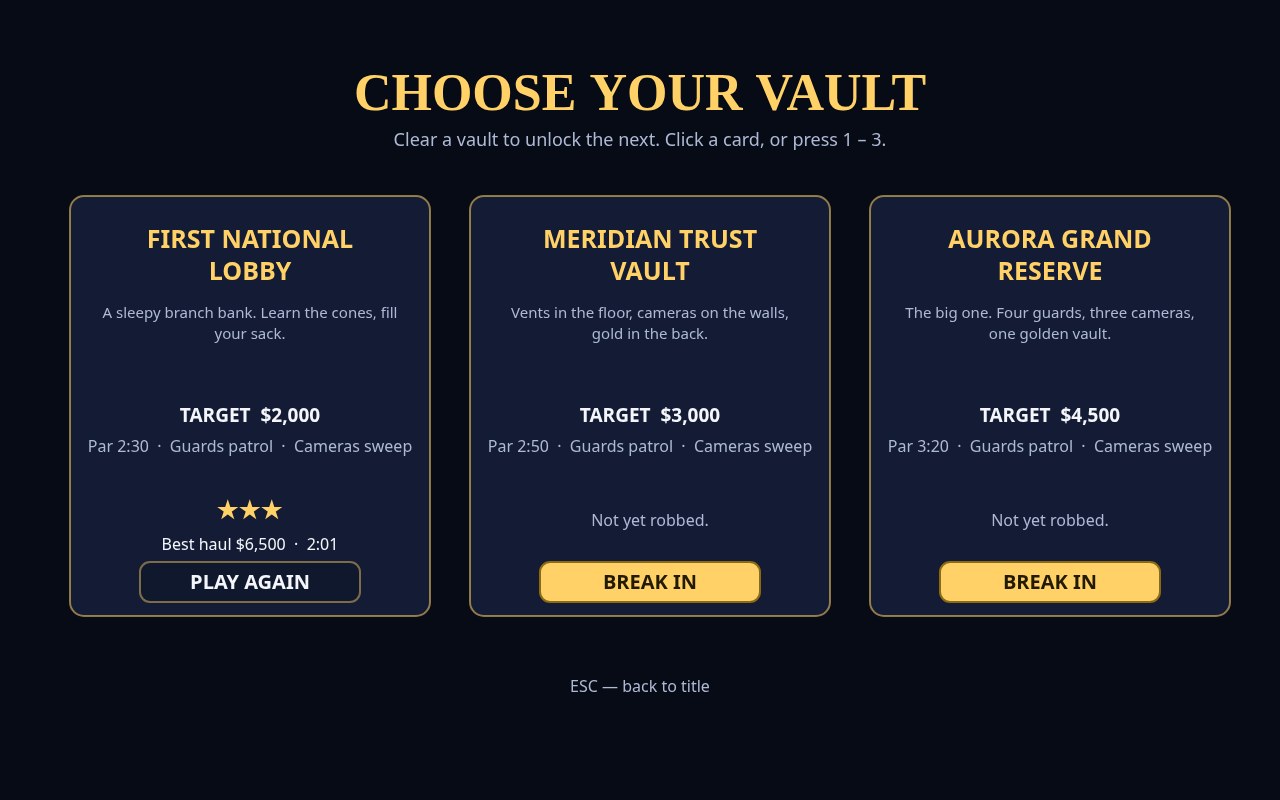 CHOOSE YOUR VAULT
Clear a vault to unlock the next. Click a card, or press 1 – 3.
FIRST NATIONAL
LOBBY
A sleepy branch bank. Learn the cones, fill
your sack.
TARGET $2,000
Par 2:30 · Guards patrol · Cameras sweep
★★★
Best haul $6,500 · 2:01
PLAY AGAIN
MERIDIAN TRUST
VAULT
Vents in the floor, cameras on the walls,
gold in the back.
TARGET $3,000
Par 2:50 · Guards patrol · Cameras sweep
Not yet robbed.
BREAK IN
AURORA GRAND
RESERVE
The big one. Four guards, three cameras,
one golden vault.
TARGET $4,500
Par 3:20 · Guards patrol · Cameras sweep
Not yet robbed.
BREAK IN
ESC — back to title